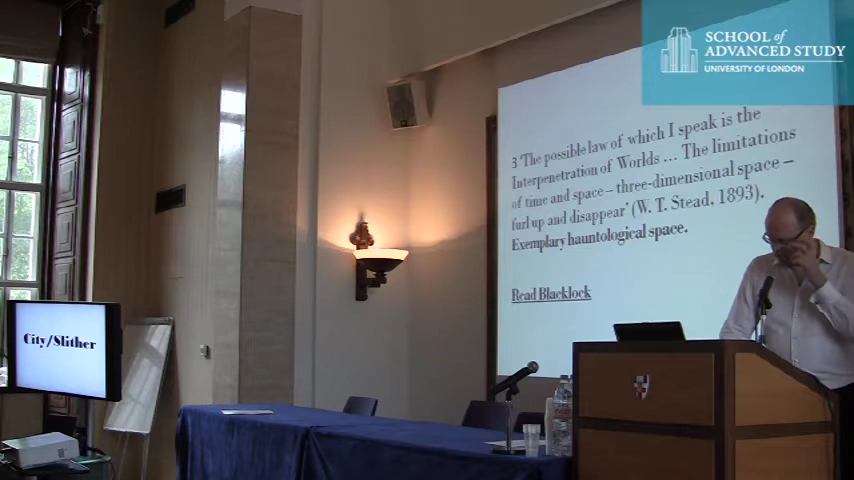 SCHOOL of
ADVANCED STUDY
UNIVERSITY OF LONDON
3 ‘The possible law of which I speak is the
Interpenetration of Worlds ... The limitations
of time and space – three-dimensional space –
furl up and disappear’ (W. T. Stead, 1893).
Exemplary hauntological space.
Read Blacklock
City/Slither